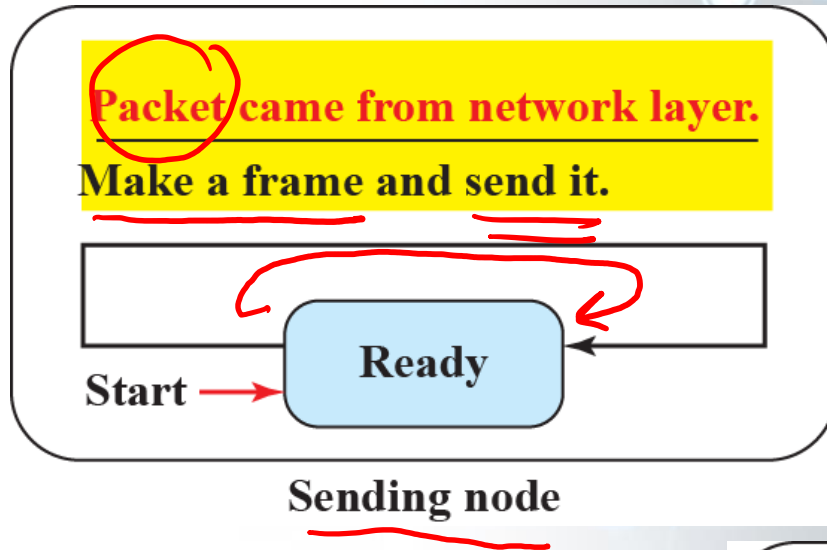 Packet came from network layer.
Make a frame and send it.
Ready
Start
Sending node